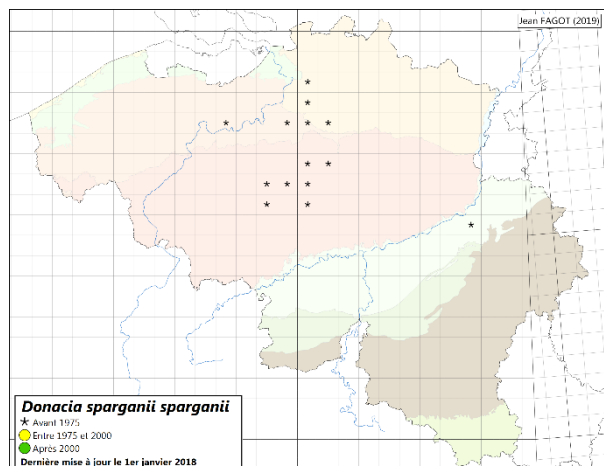 Jean FAGOT (2019)
Donacia sparganii sparganii
Avant 1975
Entre 1975 et 2000
Après 2000
Dernière mise à jour le 1er janvier 2018